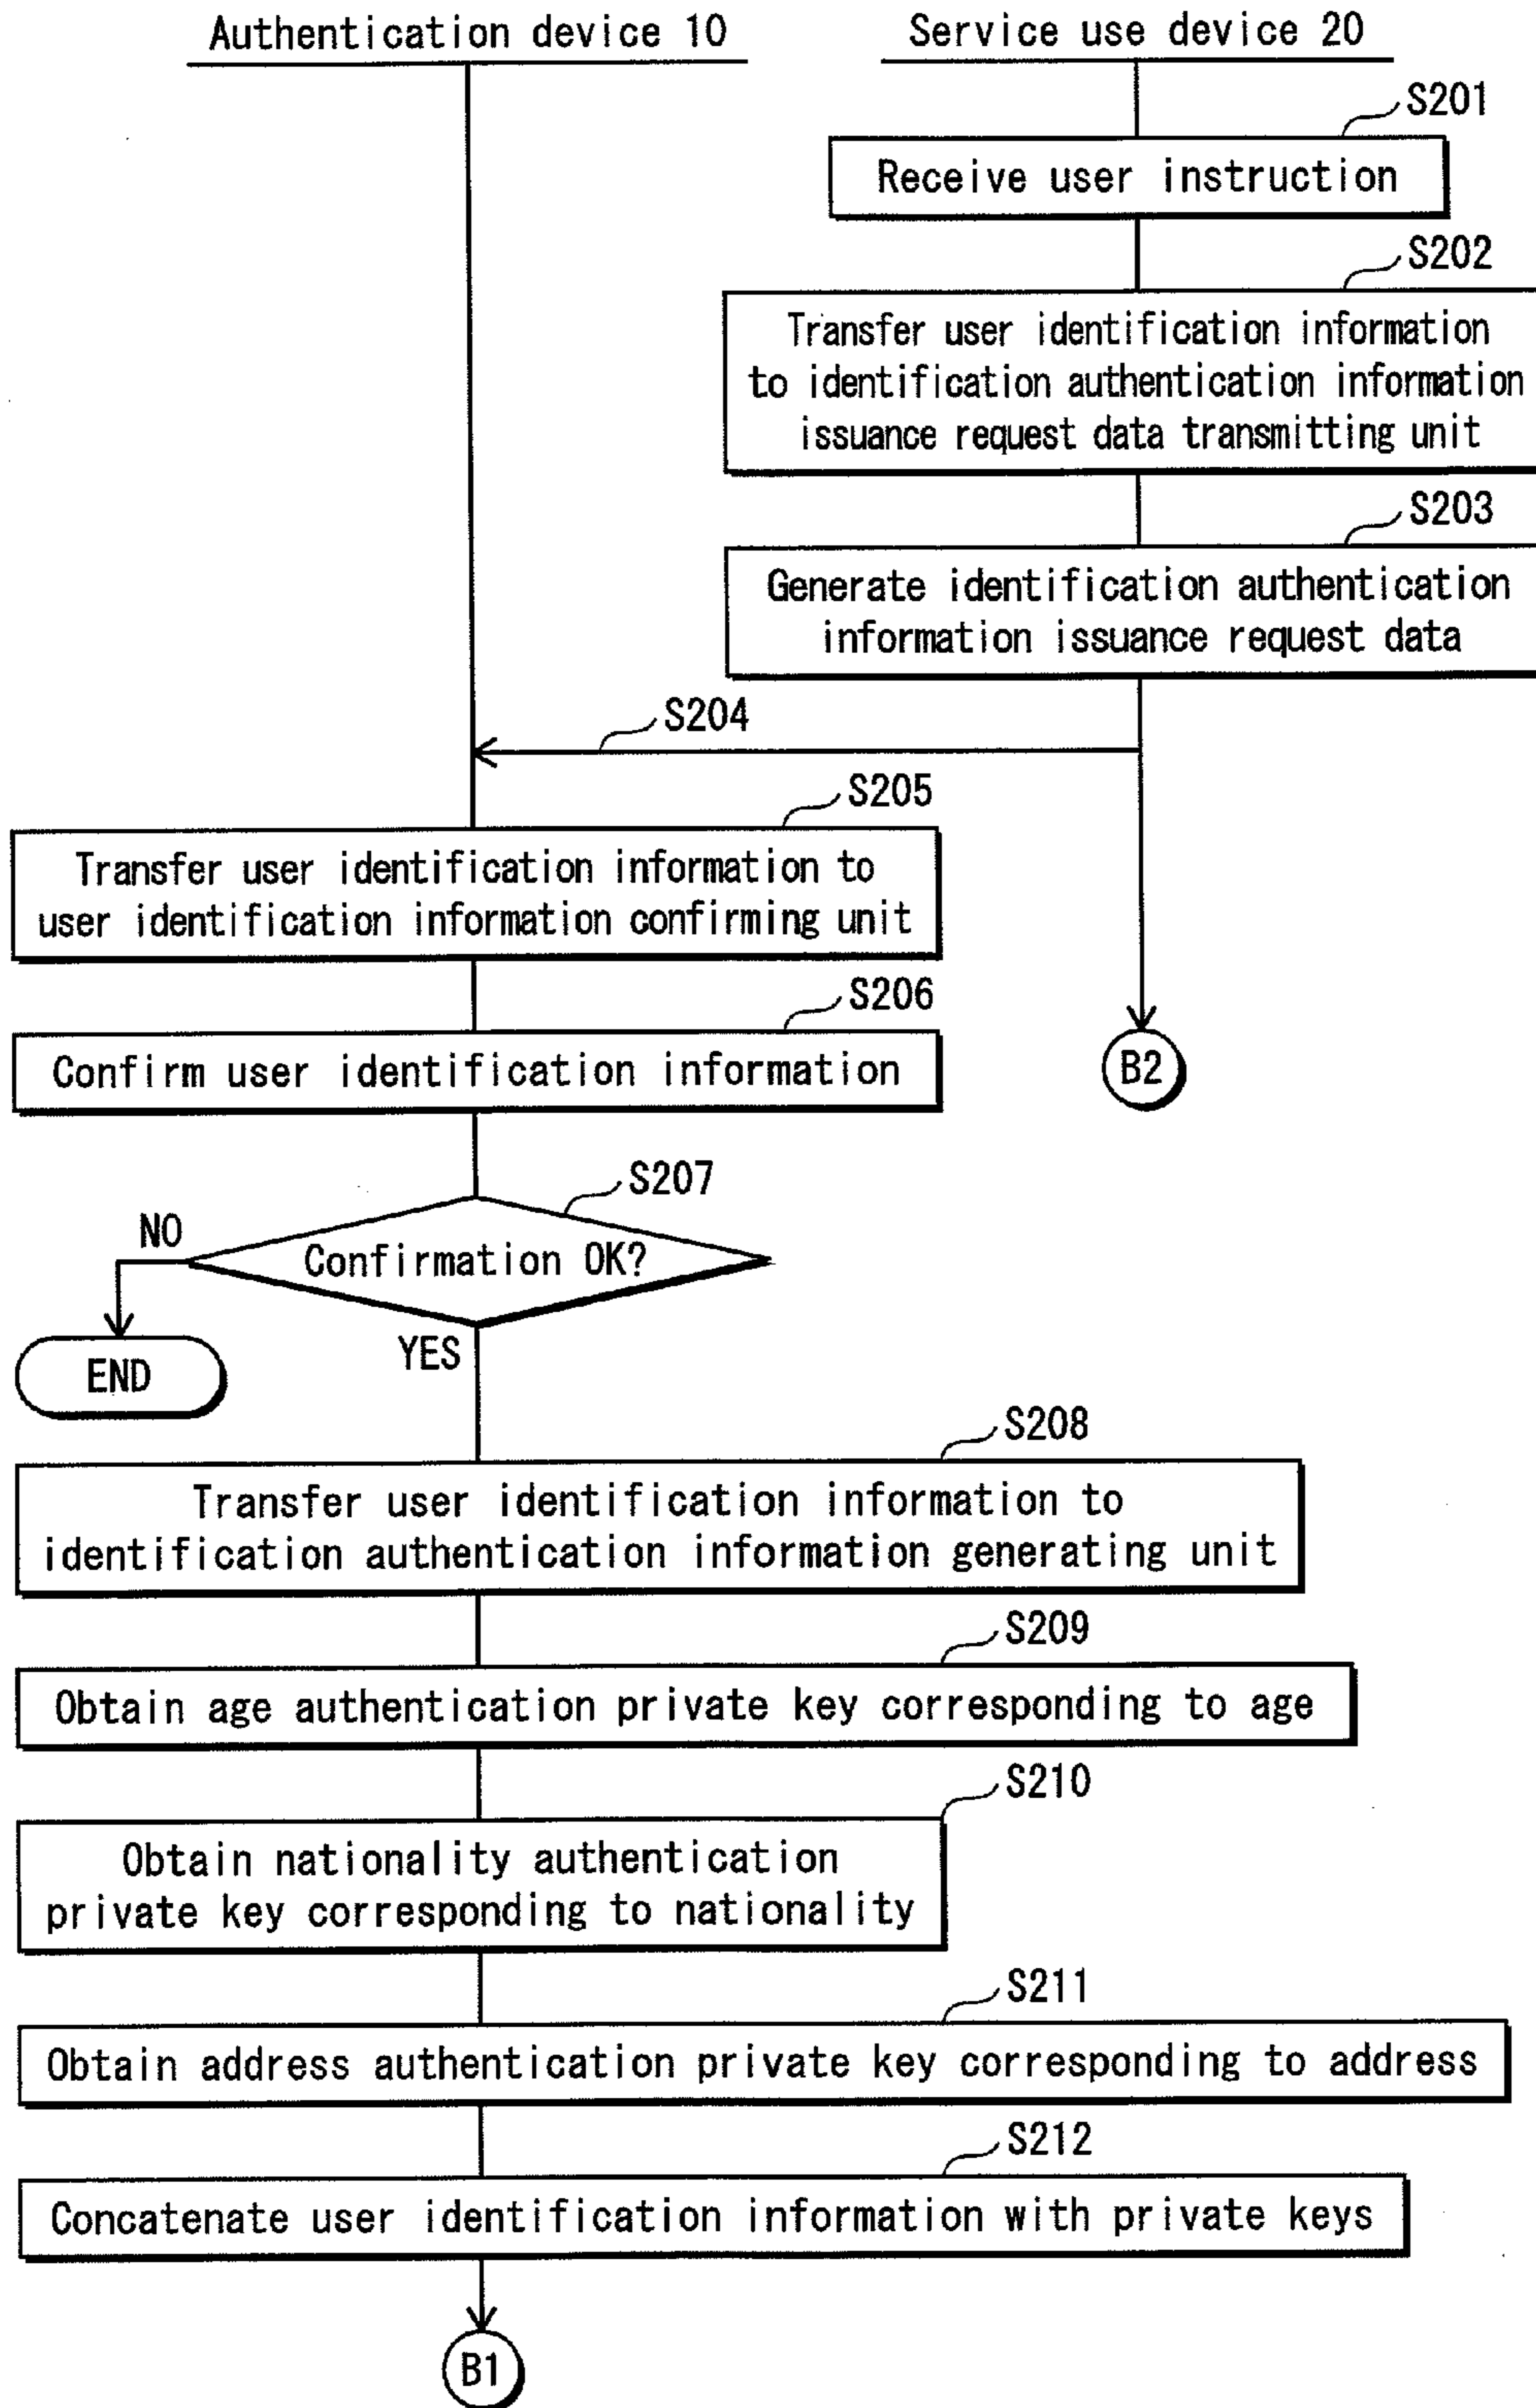 Authentication device 10
Service use device 20
S201
Receive user instruction
S202
Transfer user identification information
to identification authentication information
issuance request data transmitting unit
S203
Generate identification authentication
information issuance request data
S204
S205
Transfer user identification information to
user identification information confirming unit
S206
Confirm user identification information
B2
S207
NO
Confirmation OK?
YES
END
S208
Transfer user identification information to
identification authentication information generating unit
S209
Obtain age authentication private key corresponding to age
S210
Obtain nationality authentication
private key corresponding to nationality
S211
Obtain address authentication private key corresponding to address
S212
Concatenate user identification information with private keys
B1